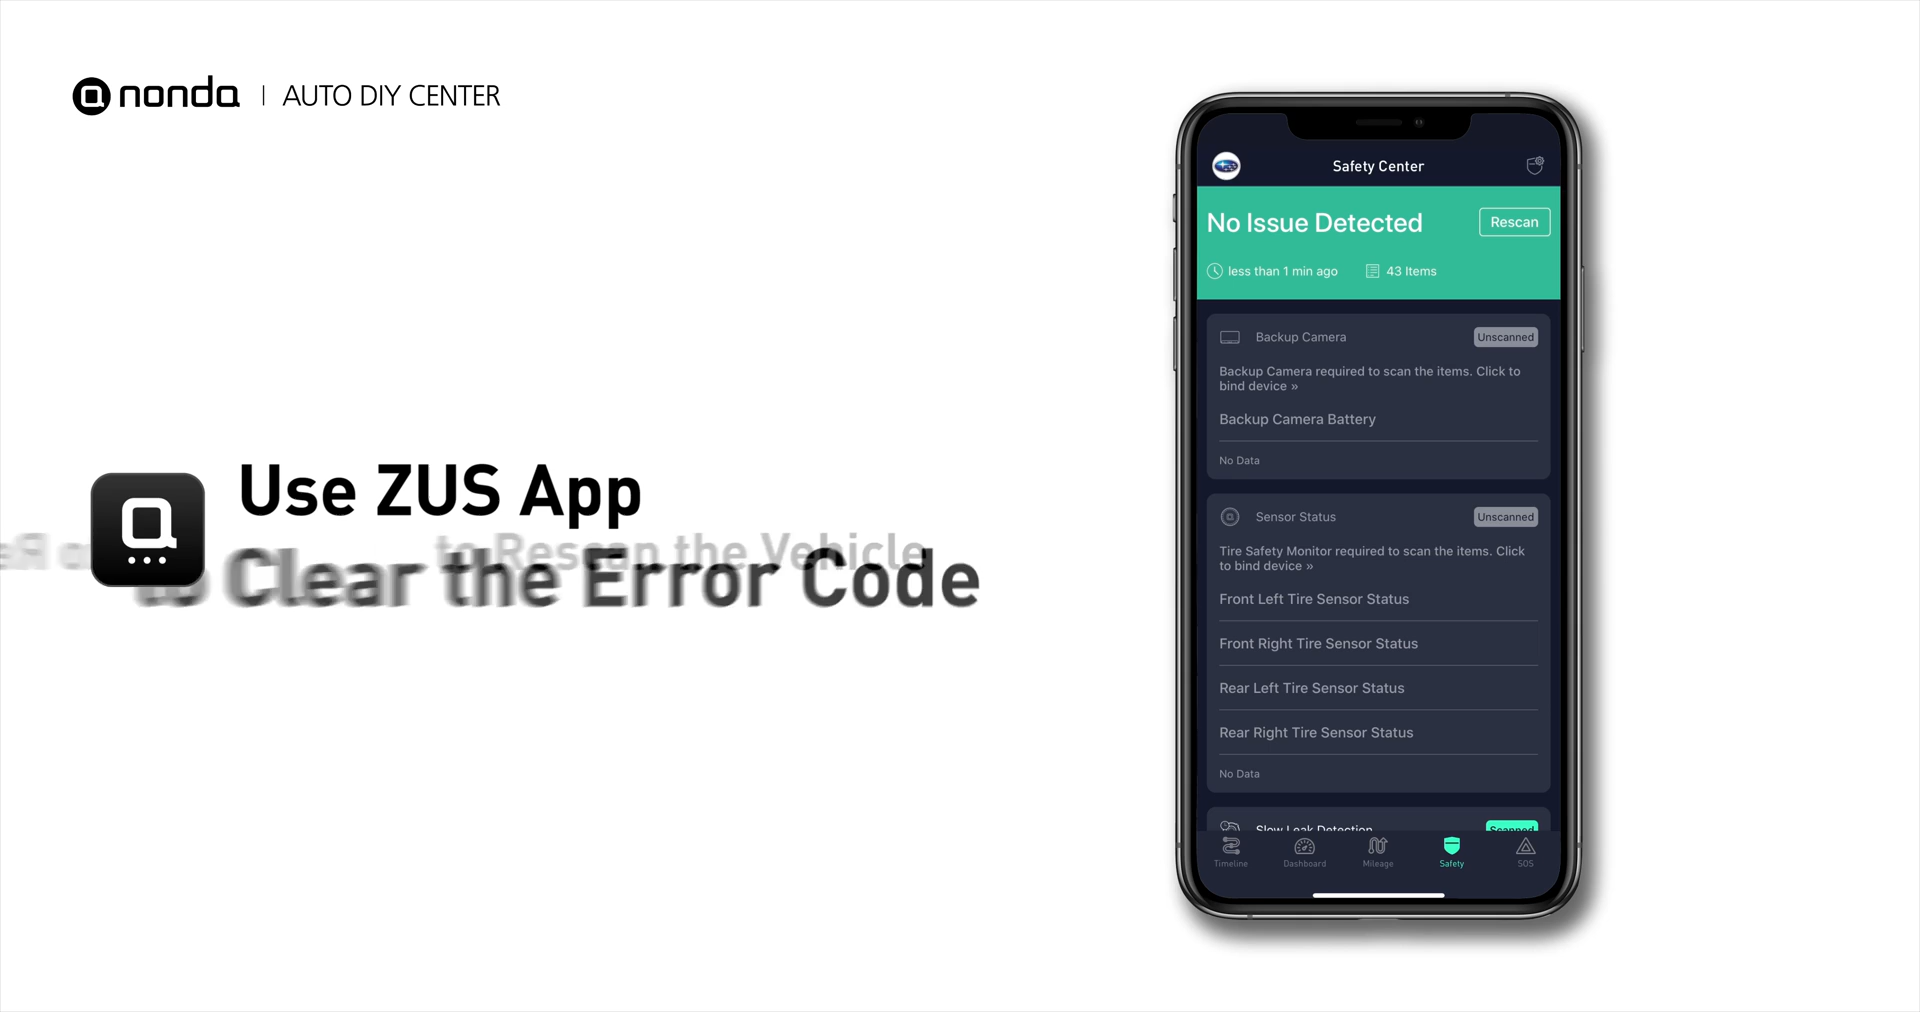 nonda | AUTO DIY CENTER
Use ZUS App
to Rescan the Vehicle
to Clear the Error Code
Safety Center
No Issue Detected
Rescan
less than 1 min ago
43 Items
Backup Camera
Unscanned
Backup Camera required to scan the items. Click to
bind device »
Backup Camera Battery
No Data
Sensor Status
Unscanned
Tire Safety Monitor required to scan the items. Click
to bind device »
Front Left Tire Sensor Status
Front Right Tire Sensor Status
Rear Left Tire Sensor Status
Rear Right Tire Sensor Status
No Data
Slow Leak Detection
Scanned
Timeline
Dashboard
Mileage
Safety
SOS